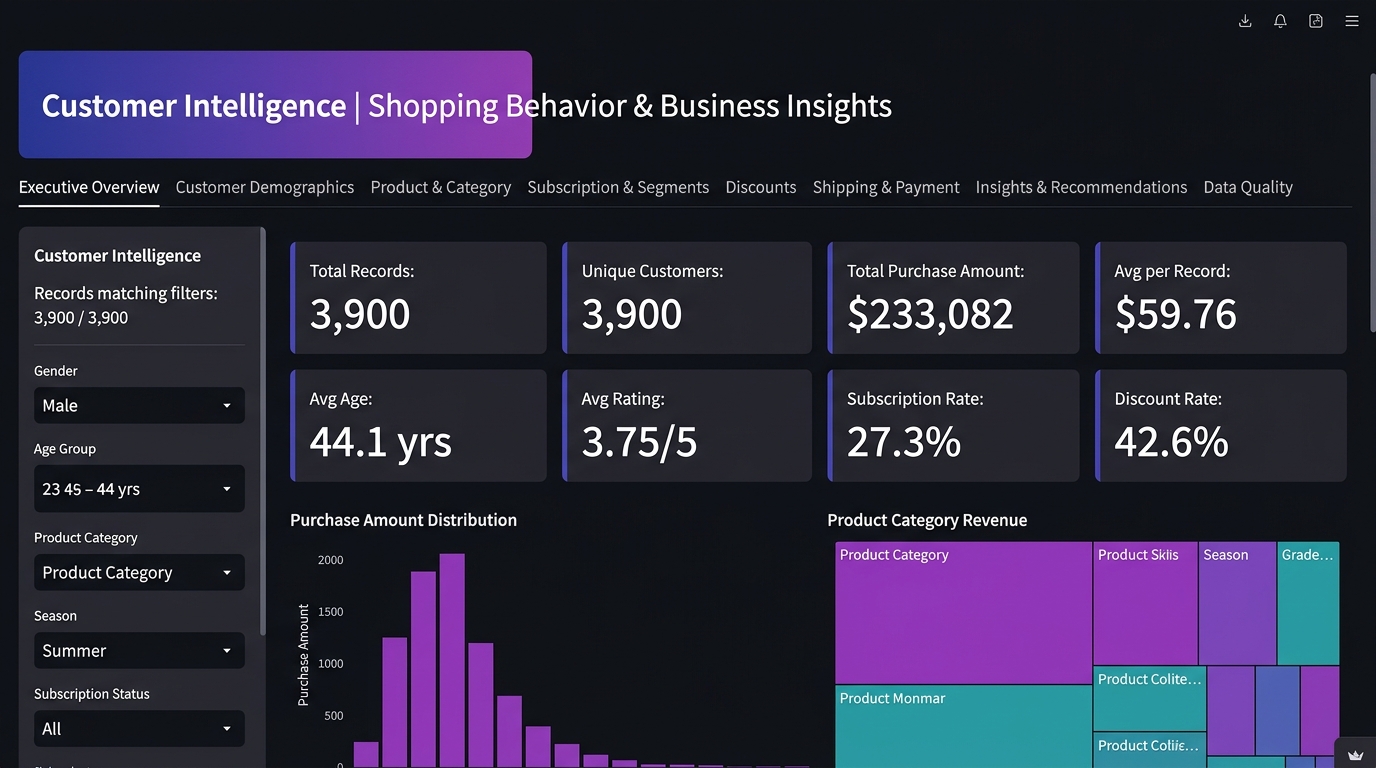 Customer Intelligence | Shopping Behavior & Business Insights
Executive Overview Customer Demographics Product & Category Subscription & Segments Discounts Shipping & Payment Insights & Recommendations Data Quality
Customer Intelligence
Records matching filters:
3,900 / 3,900
Gender
Male
Age Group
23 45 – 44 yrs
Product Category
Product Category
Season
Summer
Subscription Status
All
Total Records:
3,900
Unique Customers:
3,900
Total Purchase Amount:
$233,082
Avg per Record:
$59.76
Avg Age:
44.1 yrs
Avg Rating:
3.75/5
Subscription Rate:
27.3%
Discount Rate:
42.6%
Purchase Amount Distribution
Purchase Amount
2000
1500
1000
500
0
Product Category Revenue
Product Category
Product Sklis
Season
Grade...
Product Monmar
Product Colite...
Product Coliic...